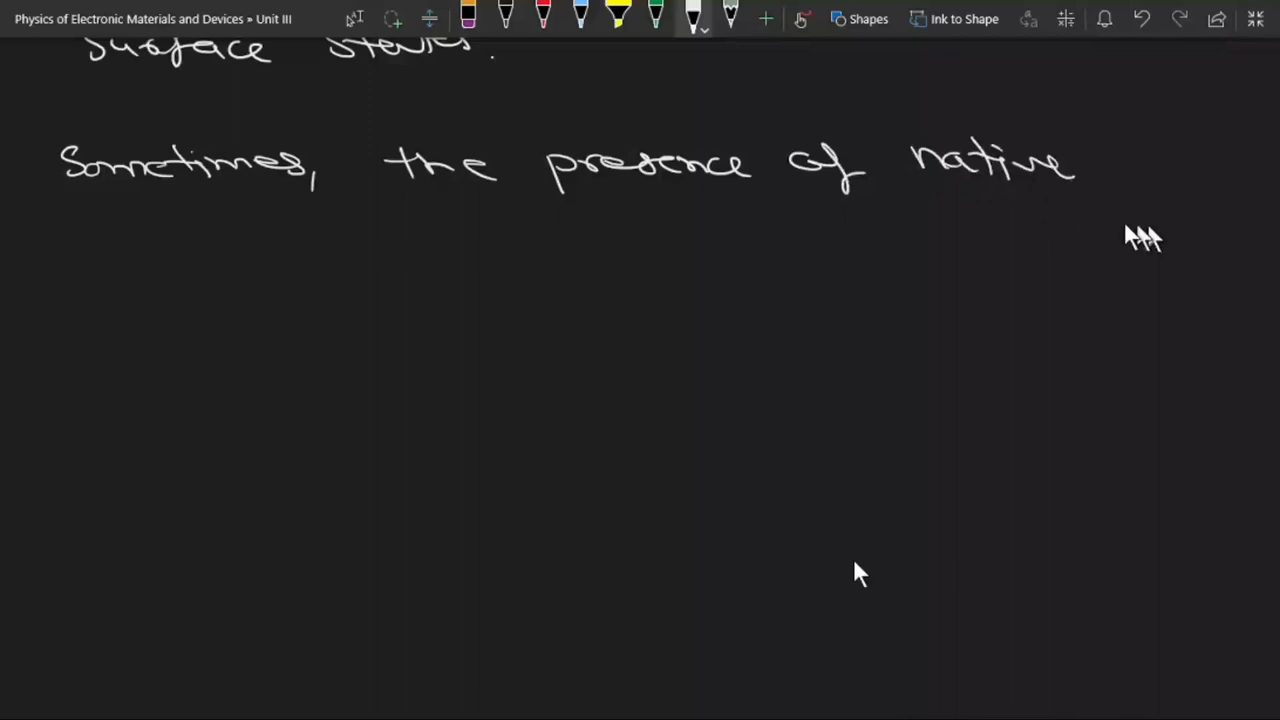 Physics of Electronic Materials and Devices » Unit III
Shapes
Ink to Shape
surface states.
Sometimes, the presence of native